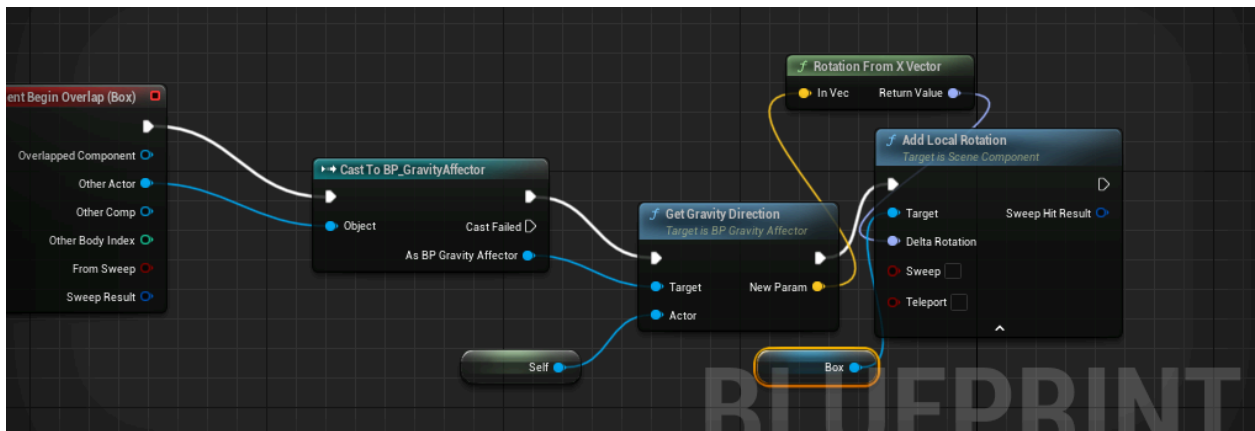 ent Begin Overlap (Box)
Overlapped Component
Other Actor
Other Comp
Other Body Index
From Sweep
Sweep Result
Cast To BP_GravityAffector
Object
Cast Failed
As BP Gravity Affector
Self
f Get Gravity Direction
Target is BP Gravity Affector
Target
New Param
Actor
Box
f Rotation From X Vector
In Vec
Return Value
f Add Local Rotation
Target is Scene Component
Target
Sweep Hit Result
Delta Rotation
Sweep
Teleport
BLUEPRINT